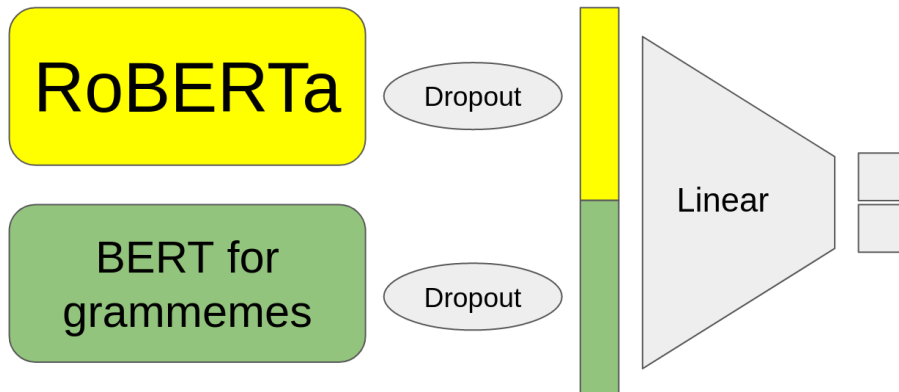 RoBERTa
Dropout
BERT for
grammemes
Dropout
Linear